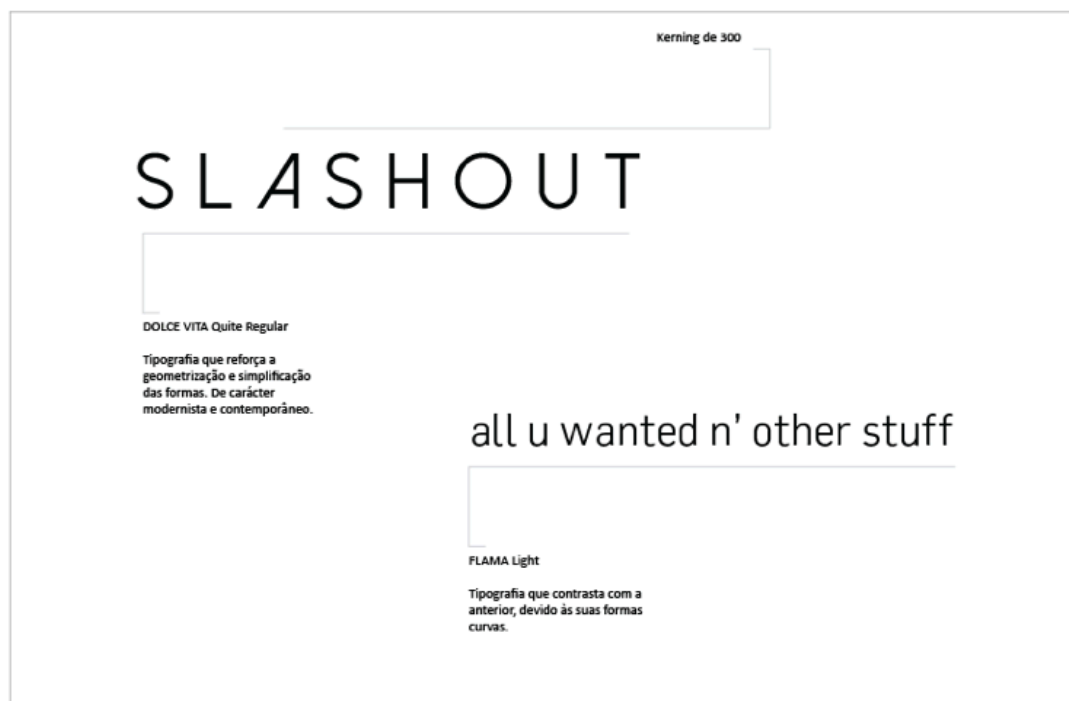 Kerning de 300
SLASHOUT
DOLCE VITA Quite Regular
Tipografia que reforça a
geometrização e simplificação
das formas. De carácter
modernista e contemporâneo.
all u wanted n’ other stuff
FLAMA Light
Tipografia que contrasta com a
anterior, devido às suas formas
curvas.